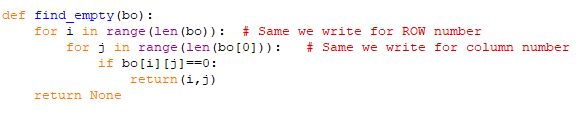 def find_empty(bo):
    for i in range(len(bo)):  # Same we write for ROW number
        for j in range(len(bo[0])):   # Same we write for column number
            if bo[i][j]==0:
                return(i,j)
    return None